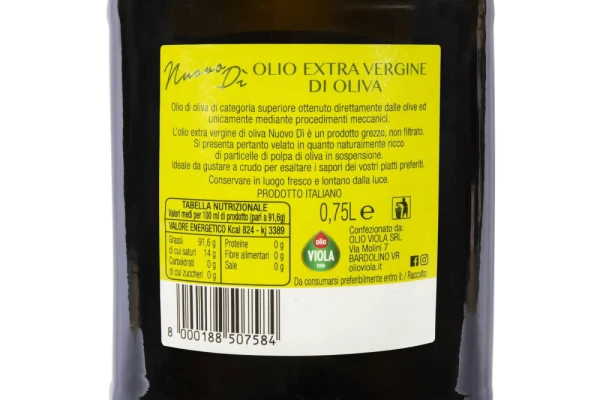 Nuovo Dì OLIO EXTRA VERGINE
DI OLIVA
Olio di oliva di categoria superiore ottenuto direttamente dalle olive ed
unicamente mediante procedimenti meccanici.
L'olio extra vergine di oliva Nuovo Dì è un prodotto grezzo, non filtrato.
Si presenta pertanto velato in quanto naturalmente ricco
di particelle di polpa di oliva in sospensione.
Ideale da gustare a crudo per esaltare i sapori dei vostri piatti preferiti.
Conservare in luogo fresco e lontano dalla luce.
PRODOTTO ITALIANO
TABELLA NUTRIZIONALE
Valori medi per 100 ml di prodotto (pari a 91,6g)
VALORE ENERGETICO Kcal 824 - kj 3389
Grassi 91,6 g
di cui saturi 14 g
Carboidrati 0 g
di cui zuccheri 0 g
Proteine 0 g
Fibre alimentari 0 g
Sale 0 g
0,75L e
olio
VIOLA
Confezionato da:
OLIO VIOLA SRL
Via Molini 7
BARDOLINO VR
olioviola.it
Da consumarsi preferibilmente entro il / Raccolto:
8 000188 507584